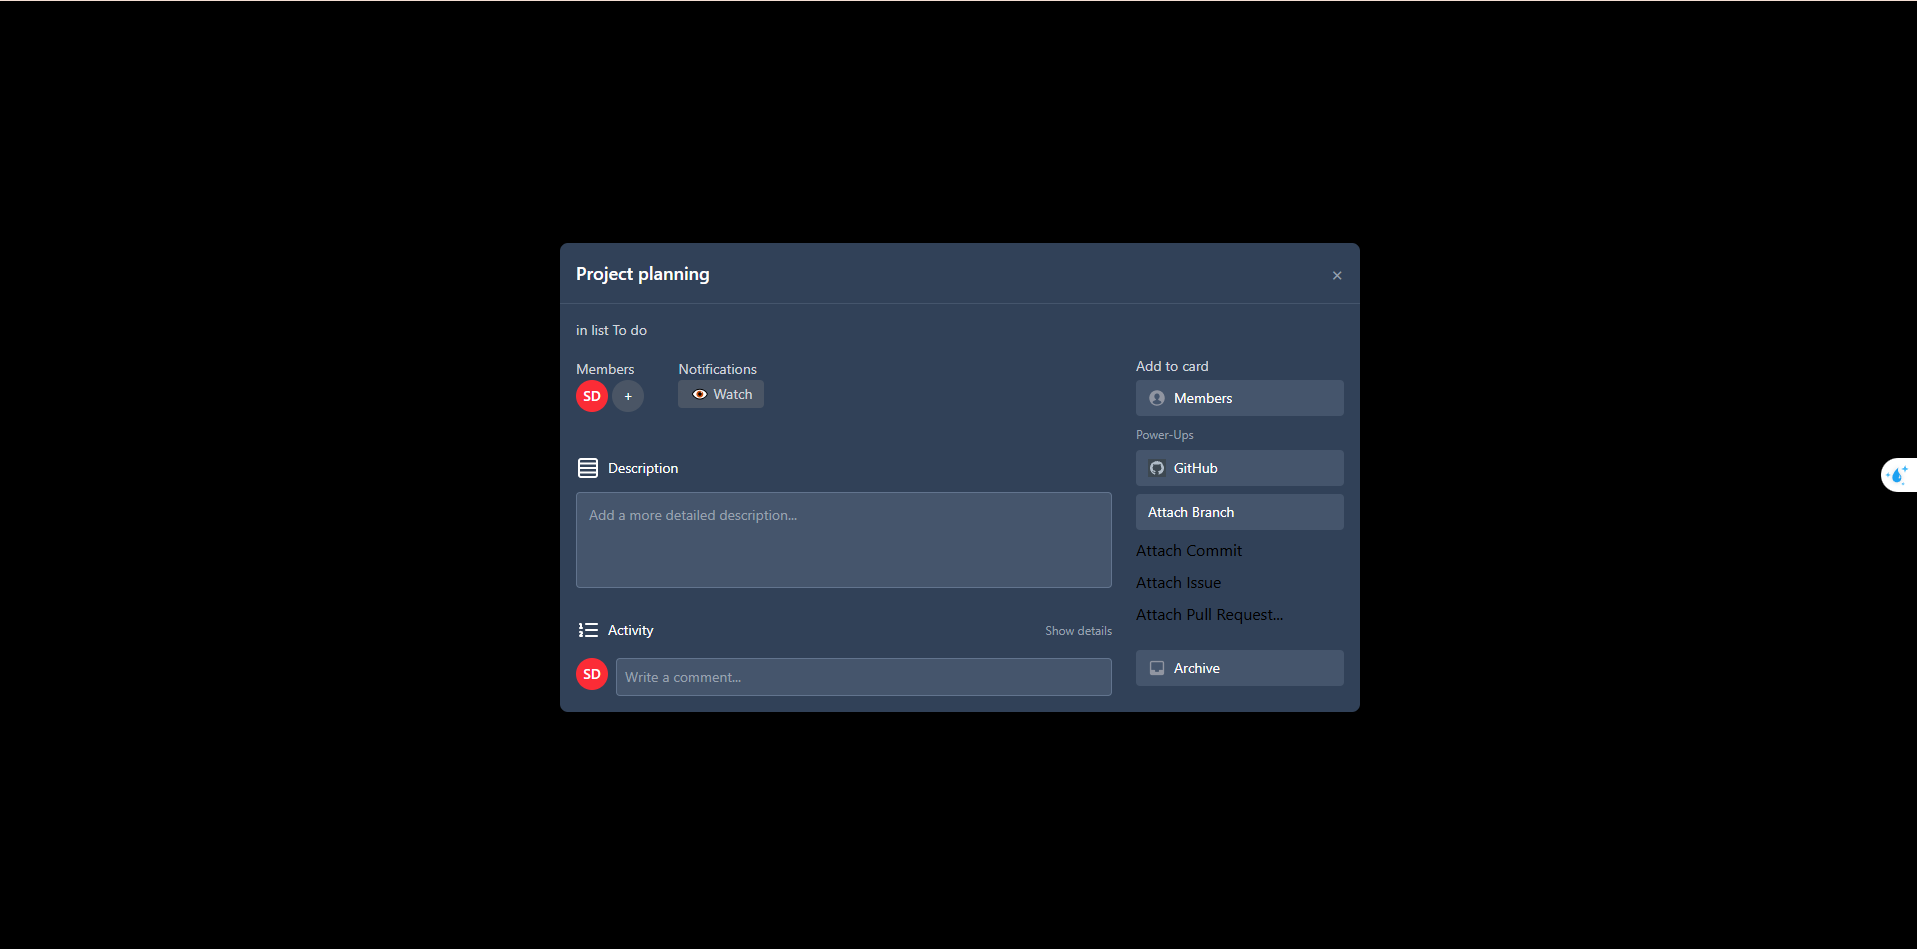 Project planning
×
in list To do
Members
SD
+
Notifications
Watch
Description
Add a more detailed description...
Activity
Show details
SD
Write a comment...
Add to card
Members
Power-Ups
GitHub
Attach Branch
Attach Commit
Attach Issue
Attach Pull Request...
Archive